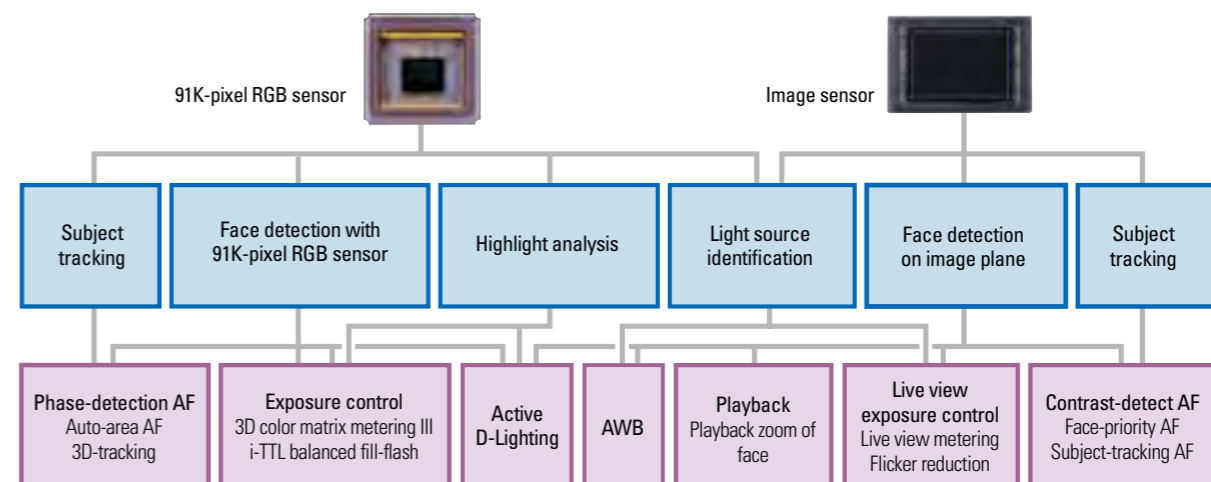 91K-pixel RGB sensor
Image sensor
Subject
tracking
Face detection with
91K-pixel RGB sensor
Highlight analysis
Light source
identification
Face detection
on image plane
Subject
tracking
Phase-detection AF
Auto-area AF
3D-tracking
Exposure control
3D color matrix metering III
i-TTL balanced fill-flash
Active
D-Lighting
AWB
Playback
Playback zoom of
face
Live view
exposure control
Live view metering
Flicker reduction
Contrast-detect AF
Face-priority AF
Subject-tracking AF